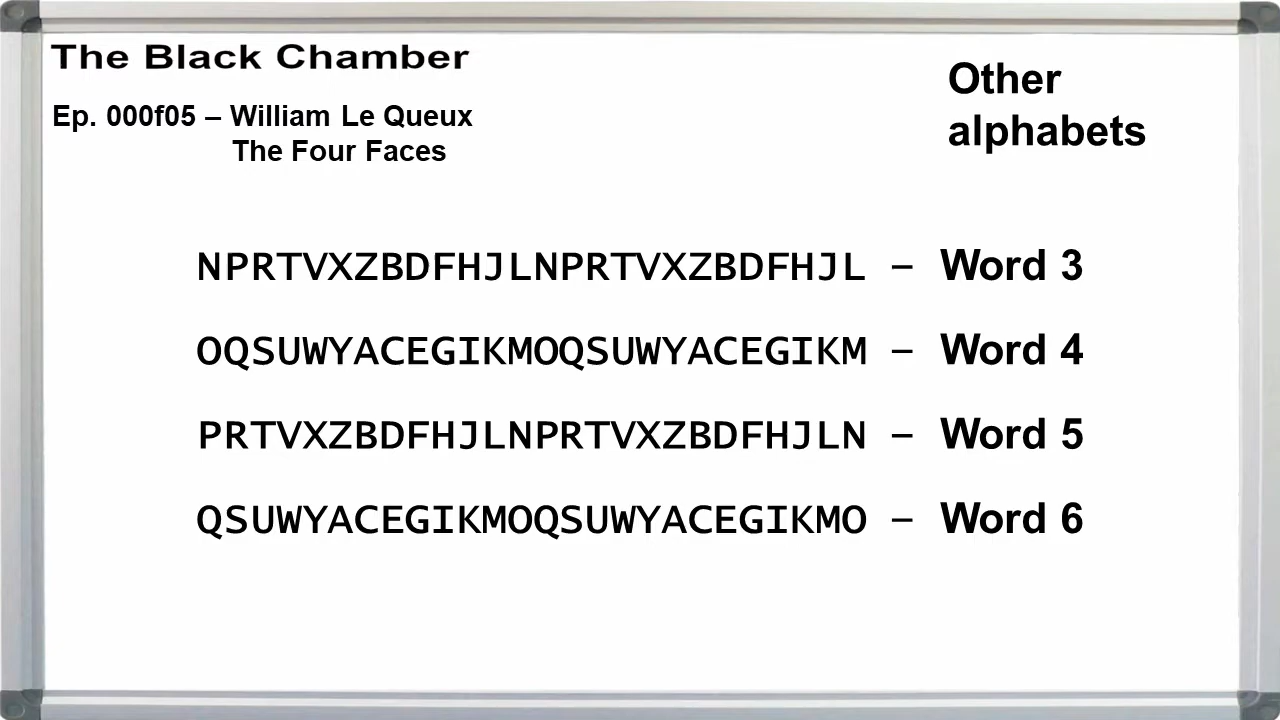 The Black Chamber
Other
alphabets
Ep. 000f05 – William Le Queux
The Four Faces
NPRTVXZBDFHJLNPRTVXZBDFHJL – Word 3
OQSUWYACEGIKMOQSUWYACEGIKM – Word 4
PRTVXZBDFHJLNPRTVXZBDFHJLN – Word 5
QSUWYACEGIKMOQSUWYACEGIKMO – Word 6